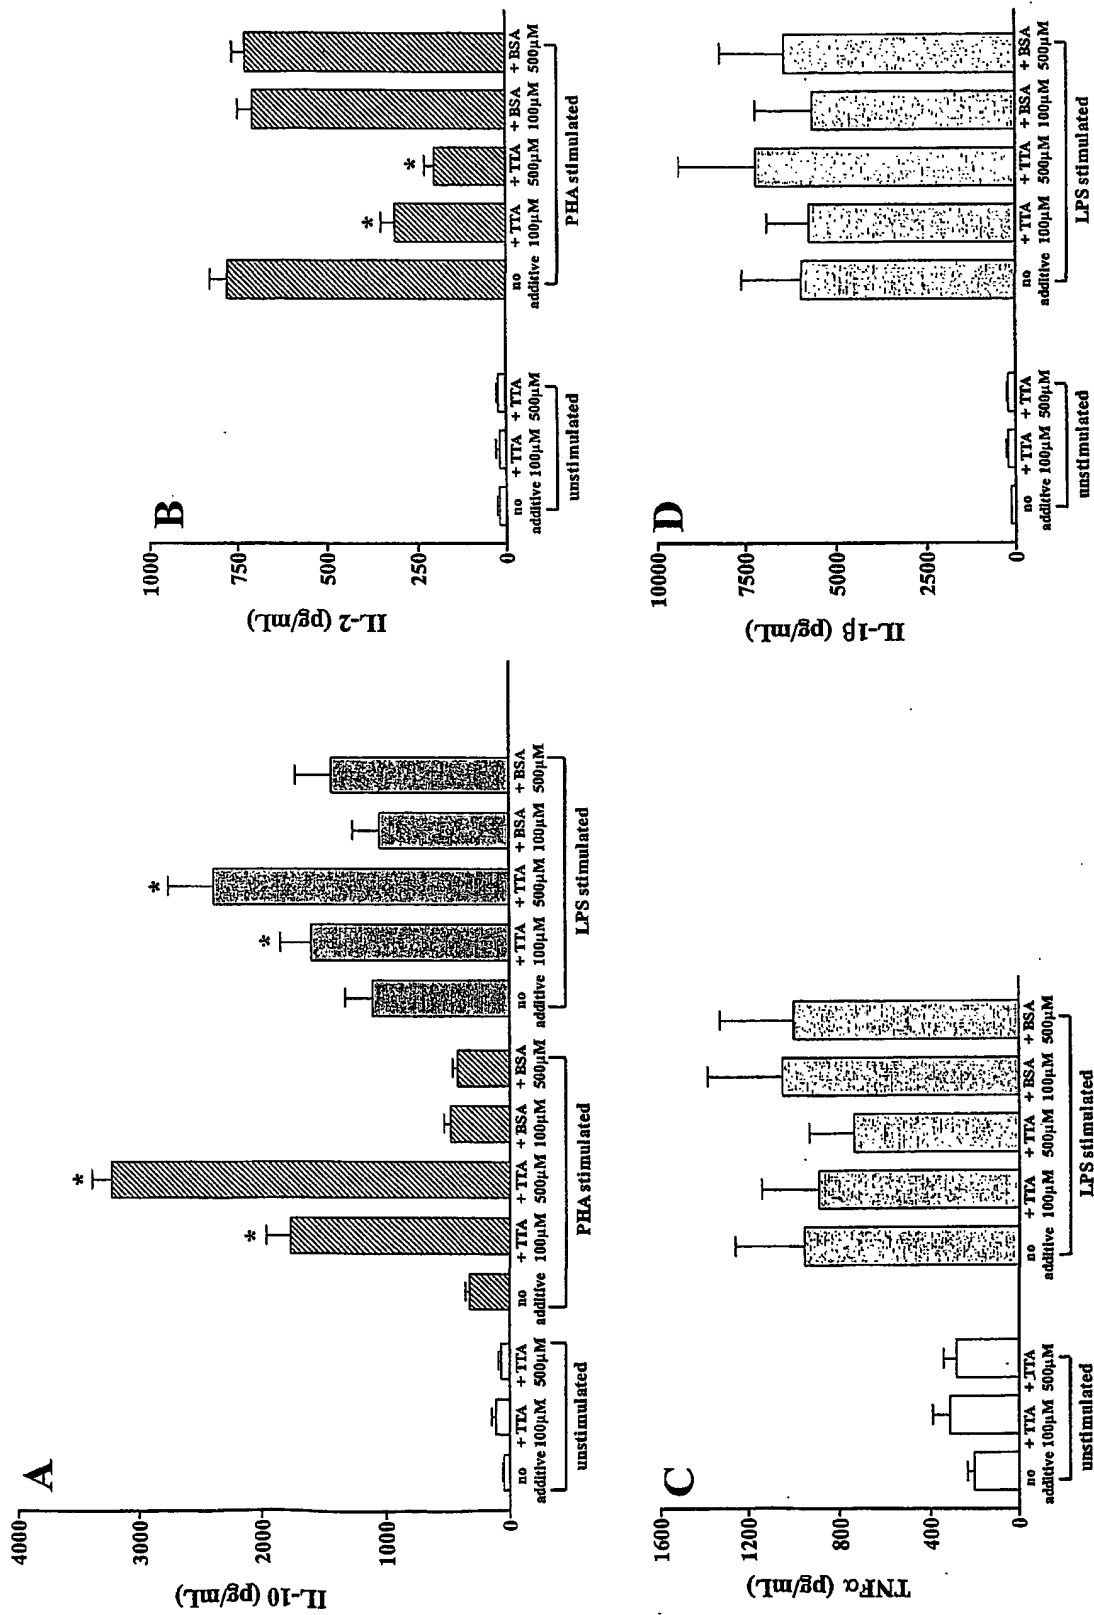 A
IL-10 (pg/mL)
4000
3000
2000
1000
0
no + TTA + TTA no + TTA + TTA + BSA + BSA no + TTA + TTA + BSA + BSA
additive 100μM 500μM additive 100μM 500μM 100μM 500μM additive 100μM 500μM 100μM 500μM
* * * *
unstimulated PHA stimulated LPS stimulated
B
IL-2 (pg/mL)
1000
750
500
250
0
* *
no + TTA + TTA no + TTA + TTA + BSA + BSA
additive 100μM 500μM additive 100μM 500μM 100μM 500μM
unstimulated PHA stimulated
C
TNFα (pg/mL)
1600
1200
800
400
0
no + TTA + TTA no + TTA + TTA + BSA + BSA
additive 100μM 500μM additive 100μM 500μM 100μM 500μM
unstimulated LPS stimulated
D
IL-1β (pg/mL)
10000
7500
5000
2500
0
no + TTA + TTA no + TTA + TTA + BSA + BSA
additive 100μM 500μM additive 100μM 500μM 100μM 500μM
unstimulated LPS stimulated